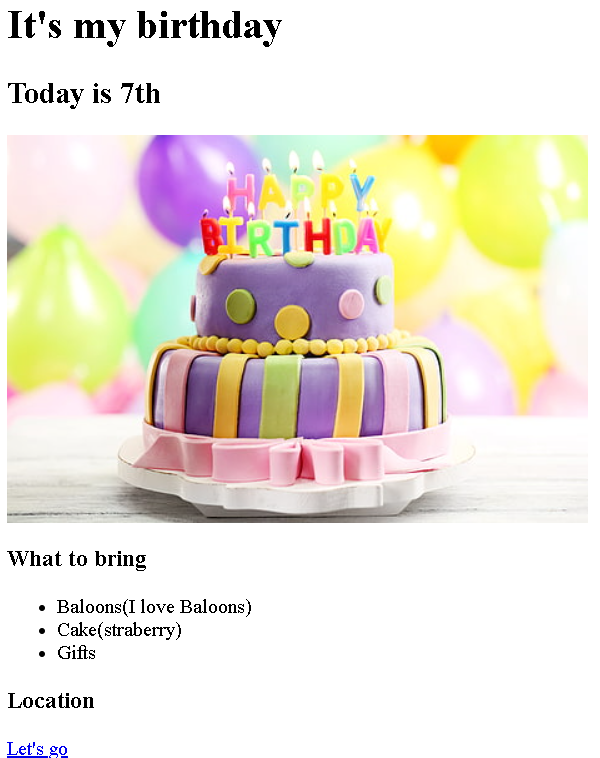 It's my birthday
Today is 7th
HAPPY
BIRTHDAY
What to bring
Baloons(I love Baloons)
Cake(straberry)
Gifts
Location
Let's go